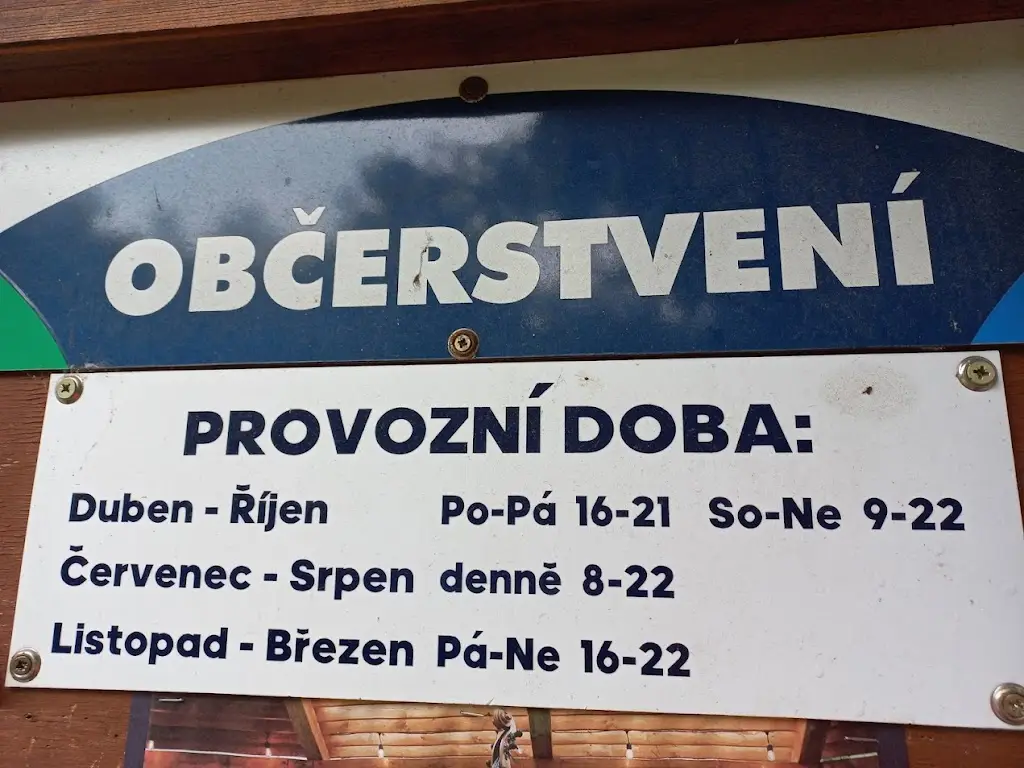 OBČERSTVENÍ
PROVOZNÍ DOBA:
Duben - Říjen Po-Pá 16-21 So-Ne 9-22
Červenec - Srpen denně 8-22
Listopad - Březen Pá-Ne 16-22